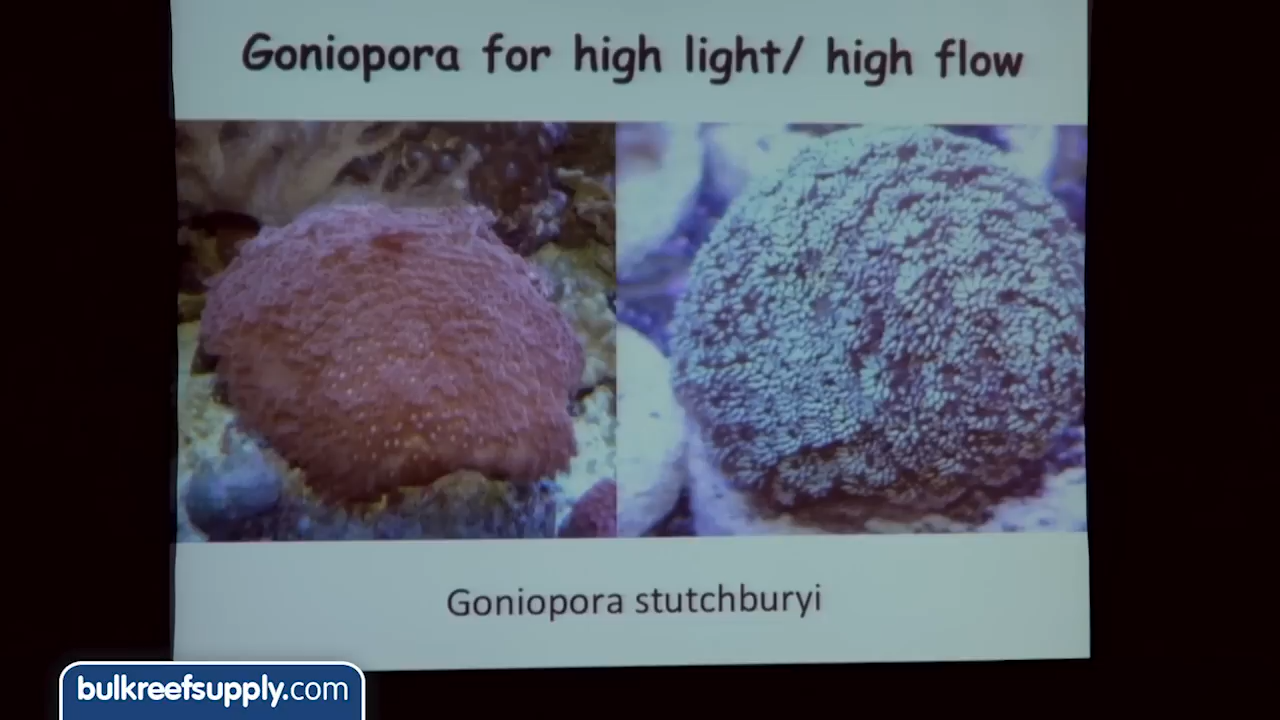 Goniopora for high light/ high flow
Goniopora stutchburyi
bulkreefsupply.com